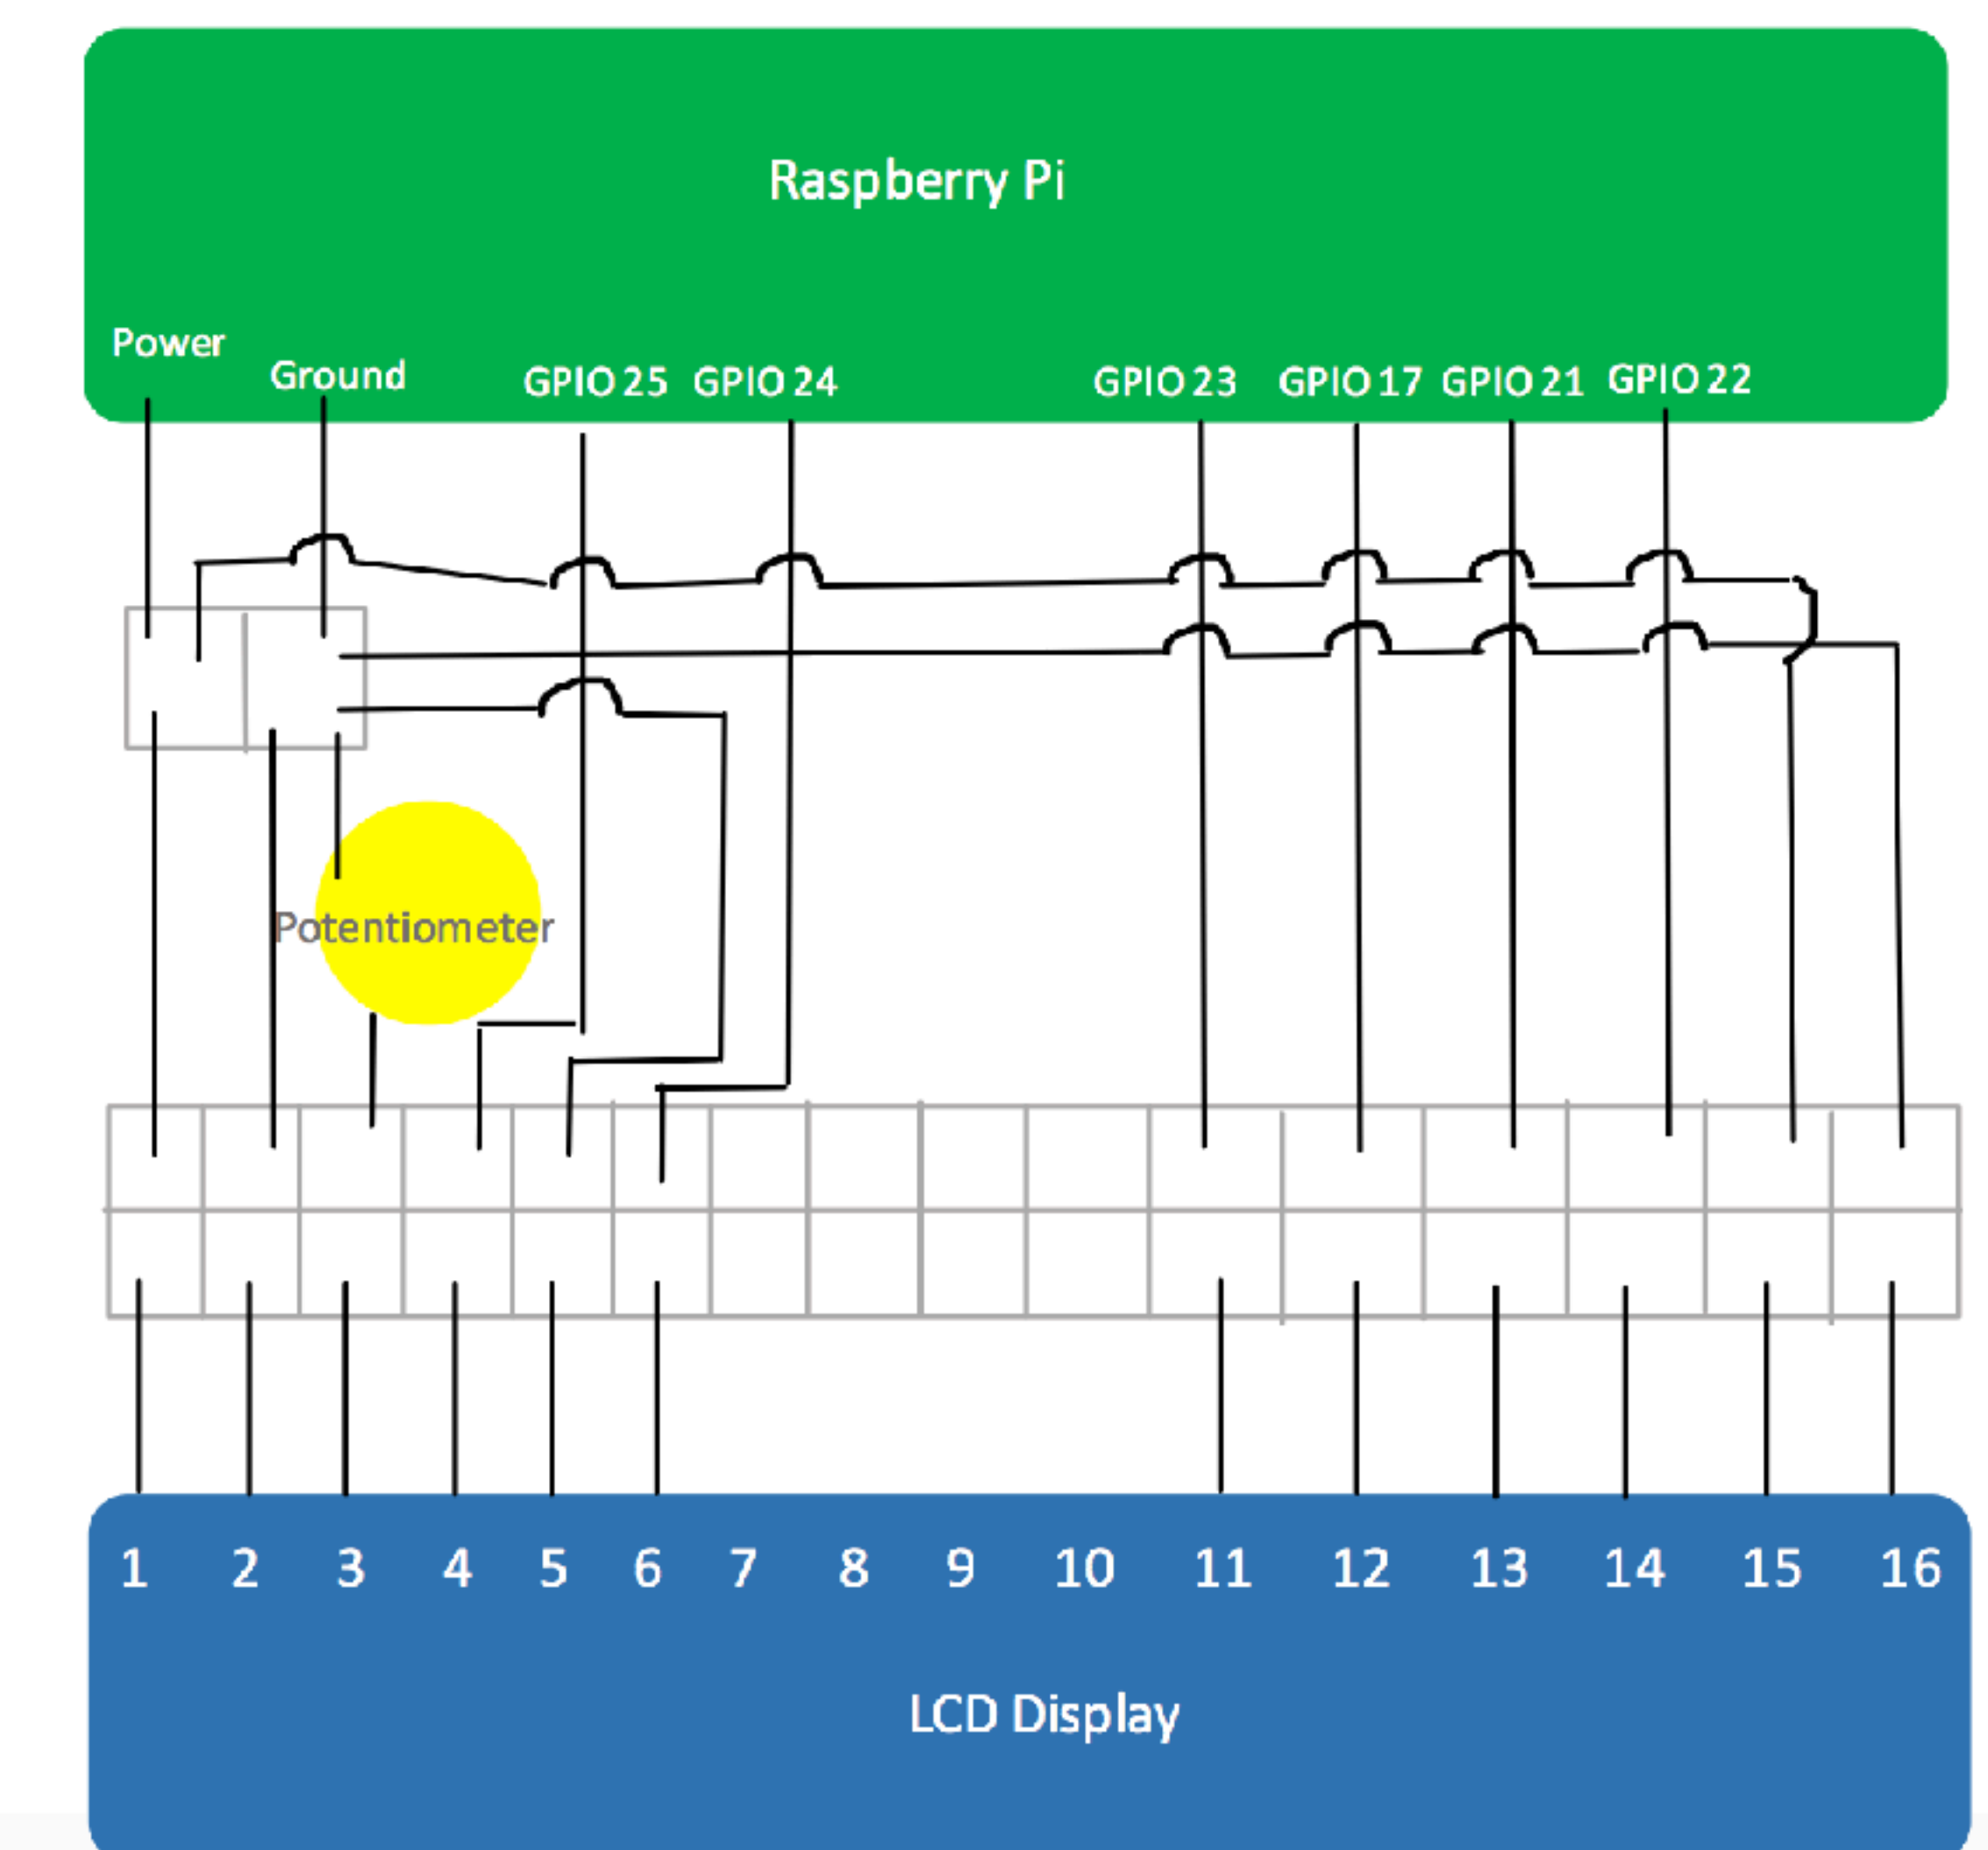 Raspberry Pi
Power
Ground
GPIO 25 GPIO 24 GPIO 23 GPIO 17 GPIO 21 GPIO 22
Potentiometer
1 2 3 4 5 6 7 8 9 10 11 12 13 14 15 16
LCD Display